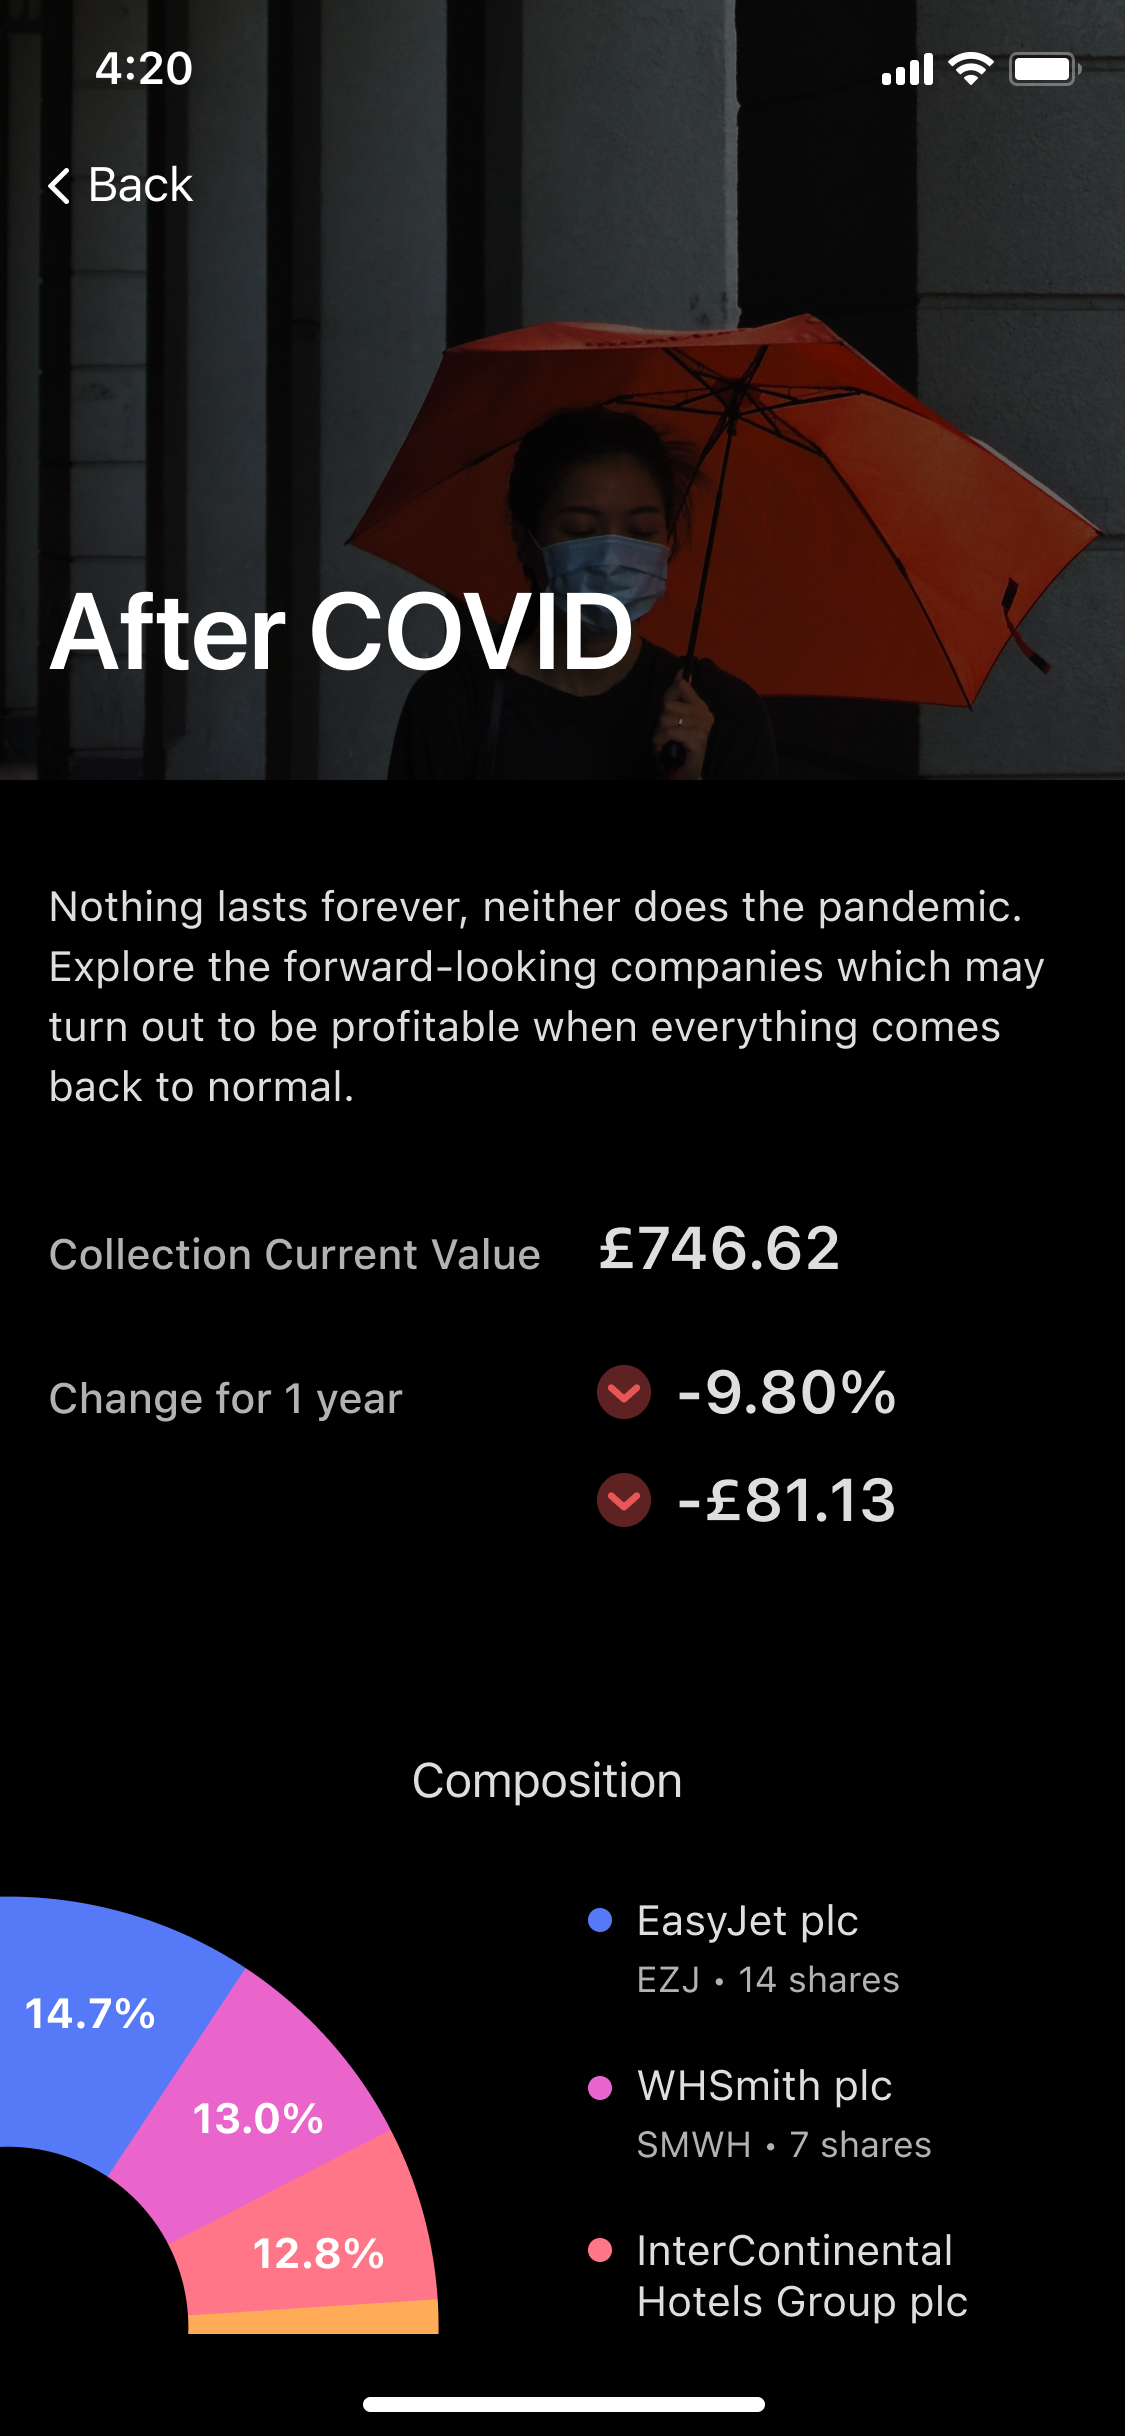 4:20
Back
After COVID
Nothing lasts forever, neither does the pandemic.
Explore the forward-looking companies which may
turn out to be profitable when everything comes
back to normal.
Collection Current Value £746.62
Change for 1 year -9.80%
-£81.13
Composition
14.7%
13.0%
12.8%
EasyJet plc
EZJ • 14 shares
WHSmith plc
SMWH • 7 shares
InterContinental
Hotels Group plc